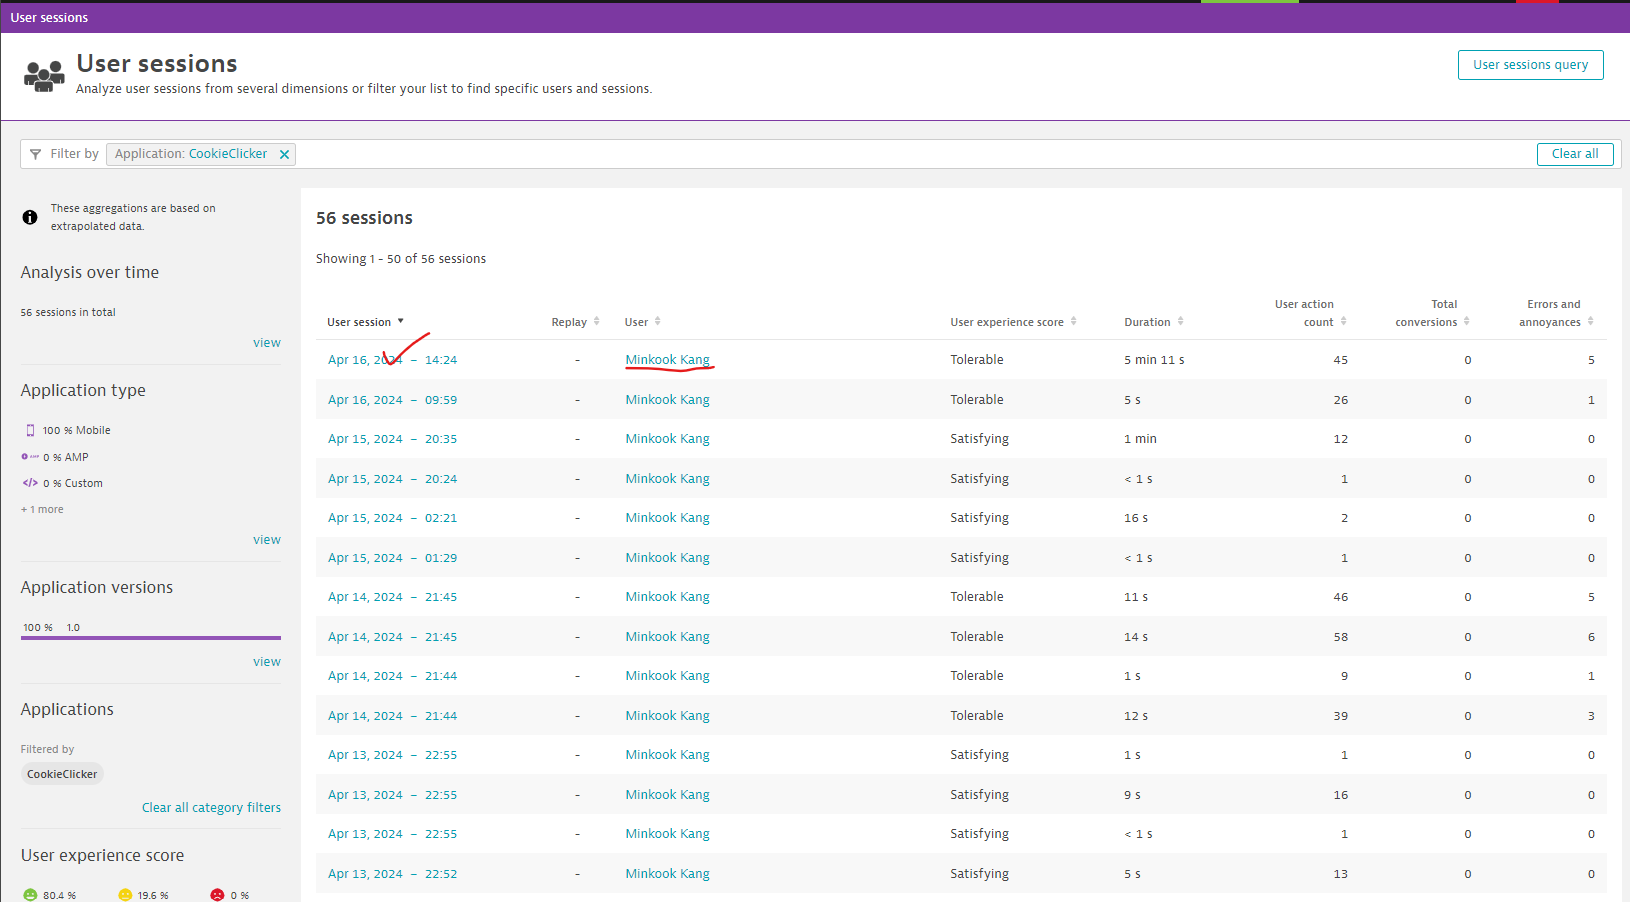 User sessions
User sessions
Analyze user sessions from several dimensions or filter your list to find specific users and sessions.
User sessions query
Filter by Application: CookieClicker
Clear all
These aggregations are based on
extrapolated data.
Analysis over time
56 sessions in total
view
Application type
100 % Mobile
AMP 0 % AMP
</> 0 % Custom
+ 1 more
view
Application versions
100 % 1.0
view
Applications
Filtered by
CookieClicker
Clear all category filters
User experience score
80.4 % 19.6 % 0 %
56 sessions
Showing 1 - 50 of 56 sessions
User session Replay User User experience score Duration User action count Total conversions Errors and annoyances
Apr 16, 2024 – 14:24 - Minkook Kang Tolerable 5 min 11 s 45 0 5
Apr 16, 2024 – 09:59 - Minkook Kang Tolerable 5 s 26 0 1
Apr 15, 2024 – 20:35 - Minkook Kang Satisfying 1 min 12 0 0
Apr 15, 2024 – 20:24 - Minkook Kang Satisfying < 1 s 1 0 0
Apr 15, 2024 – 02:21 - Minkook Kang Satisfying 16 s 2 0 0
Apr 15, 2024 – 01:29 - Minkook Kang Satisfying < 1 s 1 0 0
Apr 14, 2024 – 21:45 - Minkook Kang Tolerable 11 s 46 0 5
Apr 14, 2024 – 21:45 - Minkook Kang Tolerable 14 s 58 0 6
Apr 14, 2024 – 21:44 - Minkook Kang Tolerable 1 s 9 0 1
Apr 14, 2024 – 21:44 - Minkook Kang Tolerable 12 s 39 0 3
Apr 13, 2024 – 22:55 - Minkook Kang Satisfying 1 s 1 0 0
Apr 13, 2024 – 22:55 - Minkook Kang Satisfying 9 s 16 0 0
Apr 13, 2024 – 22:55 - Minkook Kang Satisfying < 1 s 1 0 0
Apr 13, 2024 – 22:52 - Minkook Kang Satisfying 5 s 13 0 0